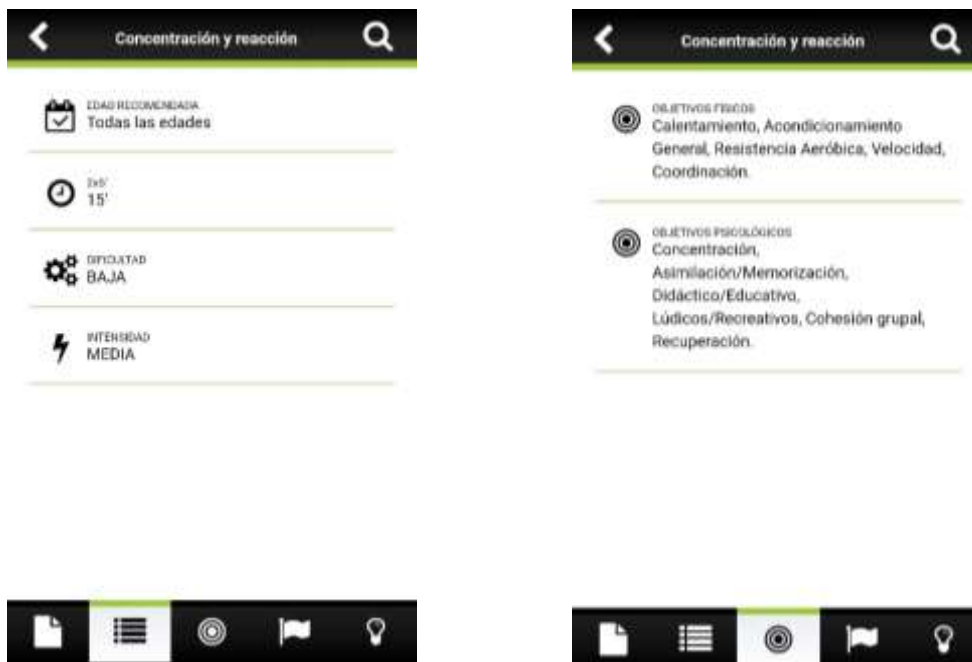 Concentración y reacción
EDAD RECOMENDADA
Todas las edades
2x5'
15'
DIFICULTAD
BAJA
INTENSIDAD
MEDIA
Concentración y reacción
OBJETIVOS FÍSICOS
Calentamiento, Acondicionamiento
General, Resistencia Aeróbica, Velocidad,
Coordinación.
OBJETIVOS PSICOLÓGICOS
Concentración,
Asimilación/Memorización,
Didáctico/Educativo,
Lúdicos/Recreativos, Cohesión grupal,
Recuperación.